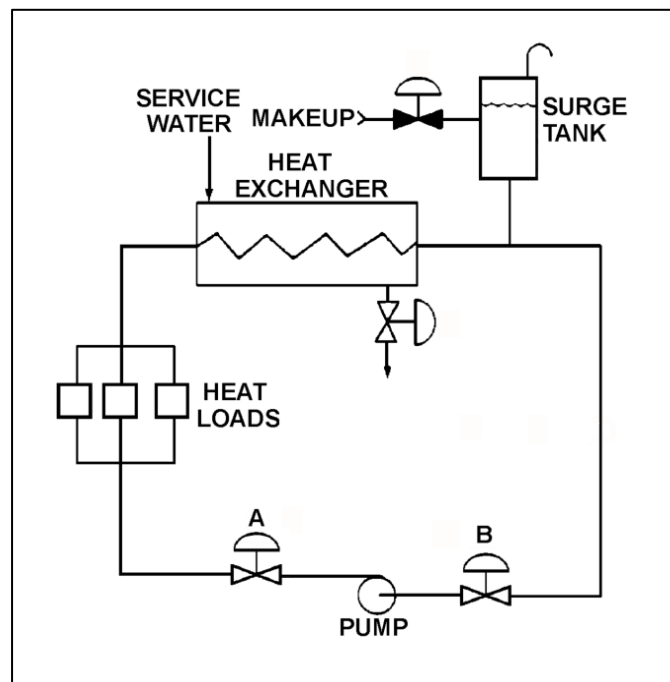 SERVICE
WATER
MAKEUP
SURGE
TANK
HEAT
EXCHANGER
HEAT
LOADS
A
B
PUMP